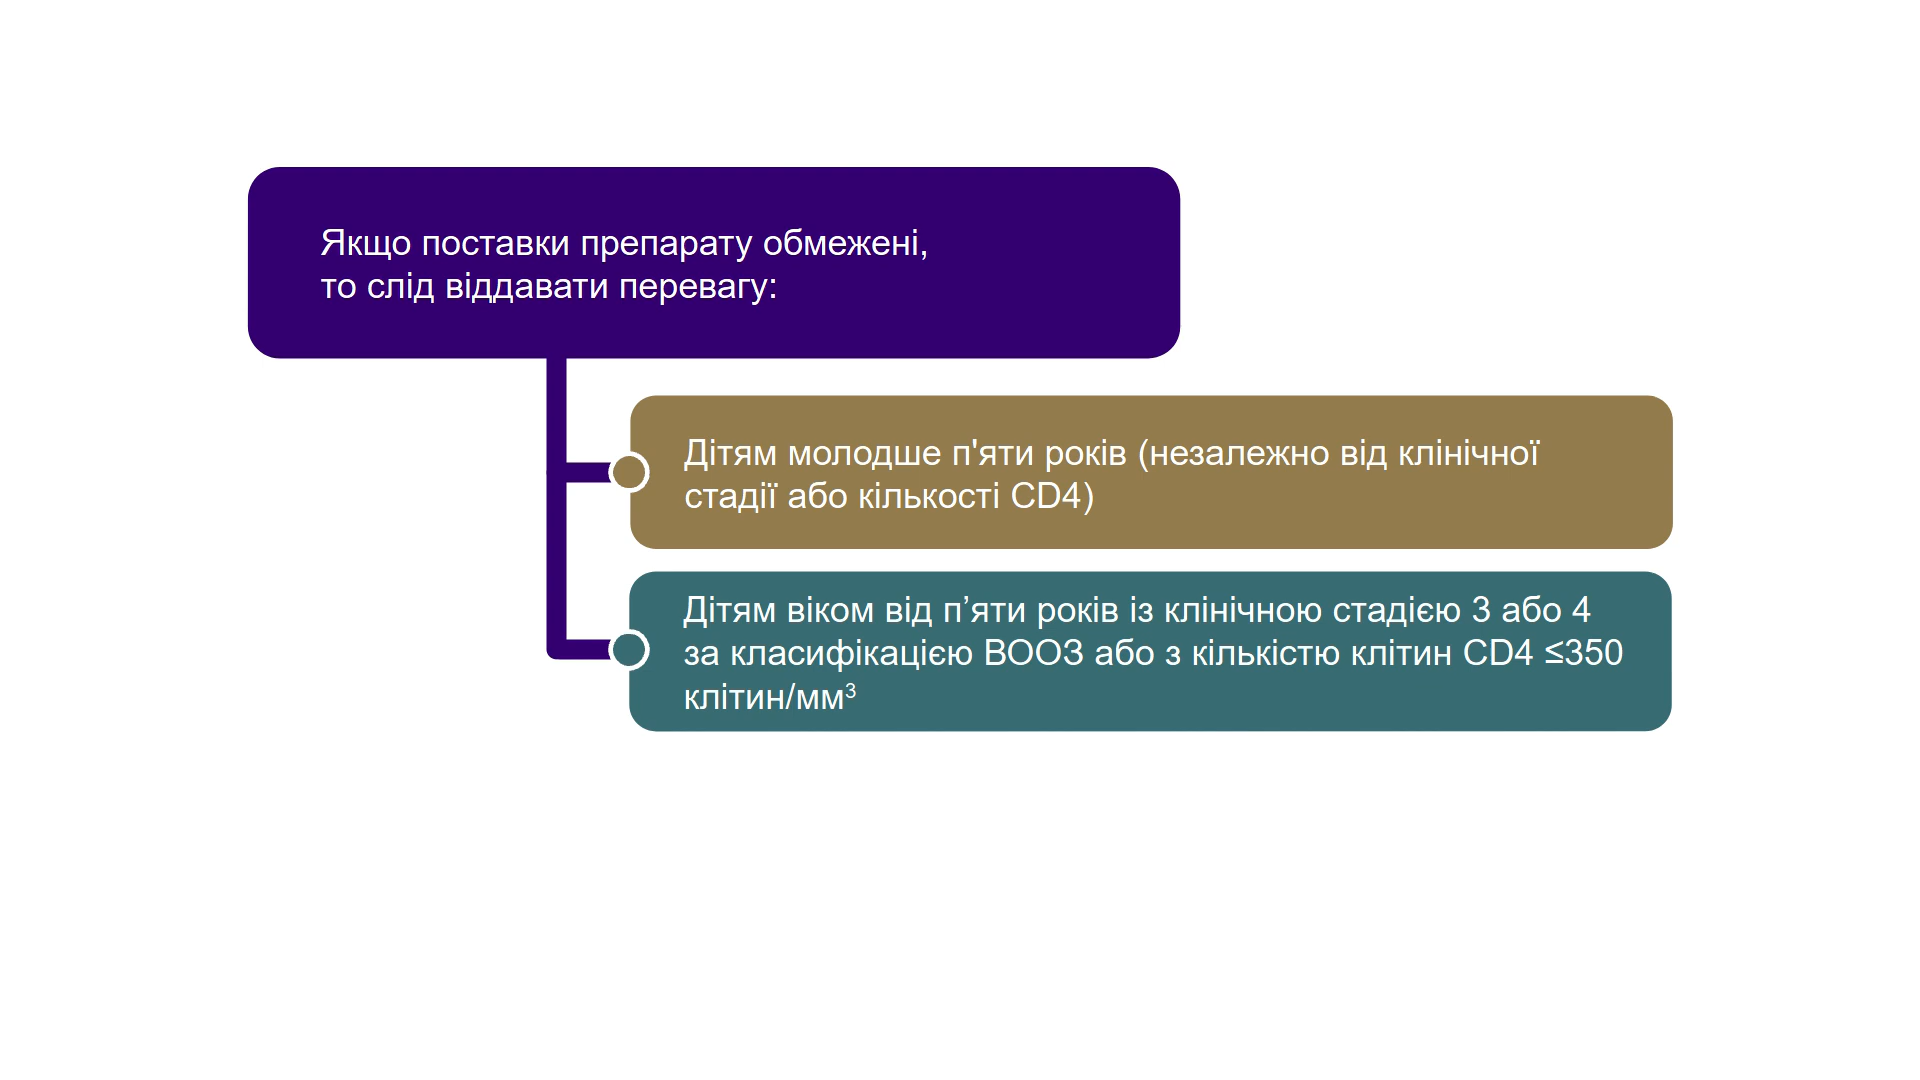 Якщо поставки препарату обмежені,
то слід віддавати перевагу:
Дітям молодше п'яти років (незалежно від клінічної
стадії або кількості CD4)
Дітям віком від п’яти років із клінічною стадією 3 або 4
за класифікацією ВООЗ або з кількістю клітин CD4 ≤350
клітин/мм³